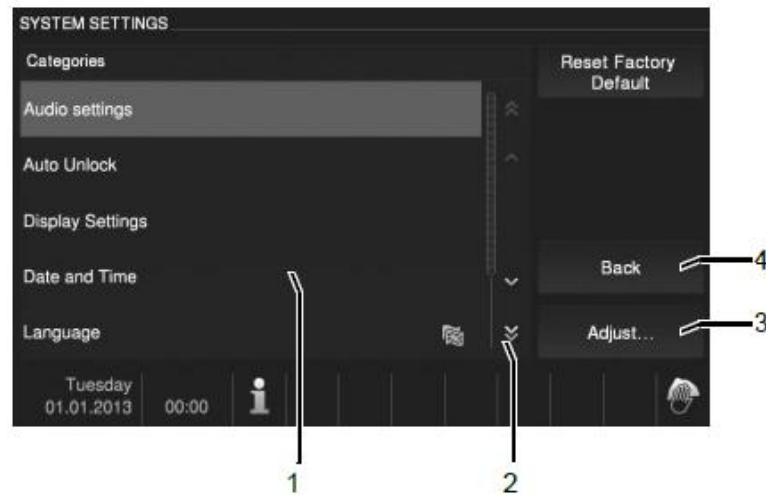 SYSTEM SETTINGS
Categories
Reset Factory
Default
Audio settings
Auto Unlock
Display Settings
Date and Time
Back
4
Language
Adjust...
3
Tuesday
01.01.2013
00:00
1
2